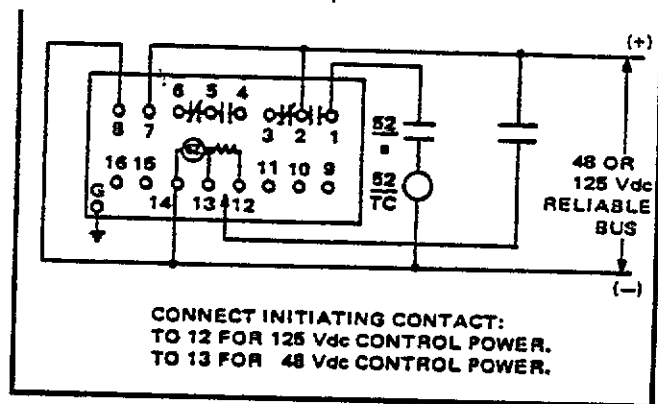 (+)
6 5 4
8 7 3 2 1
52
a
52
TC
48 OR
125 Vdc
RELIABLE
BUS
16 15 11 10 9
G 14 13 12
(—)
CONNECT INITIATING CONTACT:
TO 12 FOR 125 Vdc CONTROL POWER.
TO 13 FOR 48 Vdc CONTROL POWER.